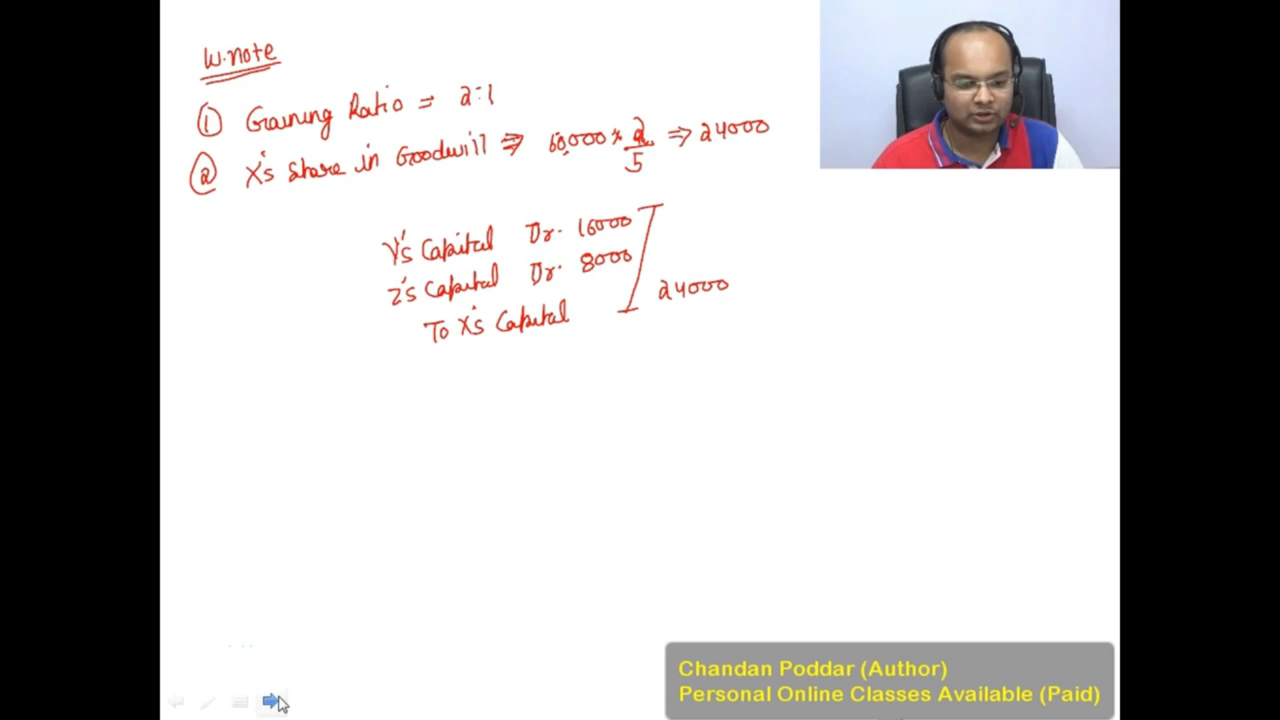 W.note
① Gaining Ratio = 2:1
② X's Share in Goodwill ⇒ 60,000 × 2/5 ⇒ 24000
Y's Capital Dr. 16000
Z's Capital Dr. 8000
To X's Capital 24000
Chandan Poddar (Author)
Personal Online Classes Available (Paid)